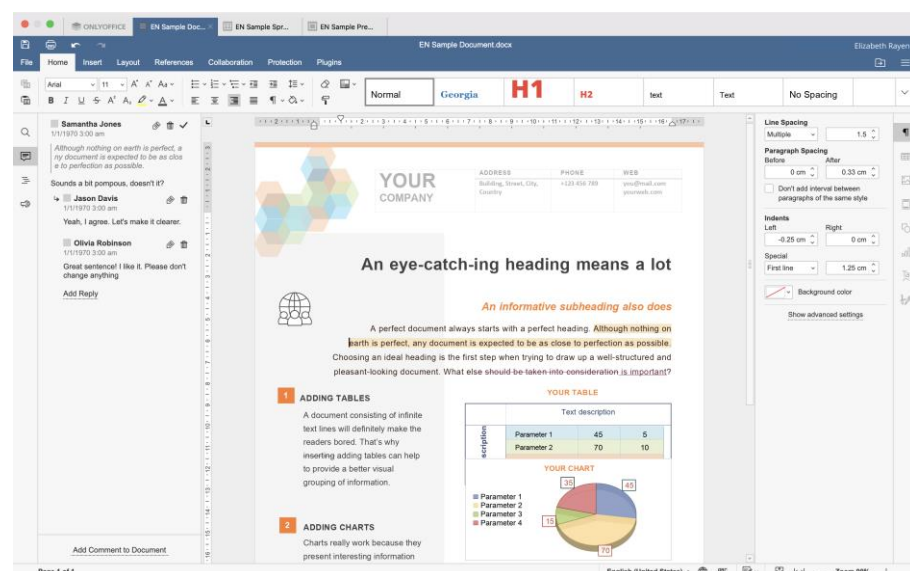 ONLYOFFICE
EN Sample Doc...
EN Sample Spr...
EN Sample Pre...
EN Sample Document.docx
Elizabeth Rayen
File Home Insert Layout References Collaboration Protection Plugins
Arial 11
Normal
Georgia
H1
H2
text
Text
No Spacing
Samantha Jones
1/1/1970 3:00 am
Although nothing on earth is perfect, a
ny document is expected to be as clos
e to perfection as possible.
Sounds a bit pompous, doesn't it?
Jason Davis
1/1/1970 3:00 am
Yeah, I agree. Let's make it clearer.
Olivia Robinson
1/1/1970 3:00 am
Great sentence! I like it. Please don't
change anything
Add Reply
Add Comment to Document
YOUR
COMPANY
ADDRESS
Building, Street, City,
Country
PHONE
+123 456 789
WEB
you@mail.com
yourweb.com
An eye-catch-ing heading means a lot
An informative subheading also does
A perfect document always starts with a perfect heading. Although nothing on
earth is perfect, any document is expected to be as close to perfection as possible.
Choosing an ideal heading is the first step when trying to draw up a well-structured and
pleasant-looking document. What else should be taken into consideration is important?
1 ADDING TABLES
A document consisting of infinite
text lines will definitely make the
readers bored. That's why
inserting adding tables can help
to provide a better visual
grouping of information.
2 ADDING CHARTS
Charts really work because they
present interesting information
YOUR TABLE
Text description
scription
Parameter 1 45 5
Parameter 2 70 10
YOUR CHART
Parameter 1
Parameter 2
Parameter 3
Parameter 4
35
45
15
70
Line Spacing
Multiple 1.5
Paragraph Spacing
Before After
0 cm 0.33 cm
Don't add interval between
paragraphs of the same style
Indents
Left Right
-0.25 cm 0 cm
Special
First line 1.25 cm
Background color
Show advanced settings